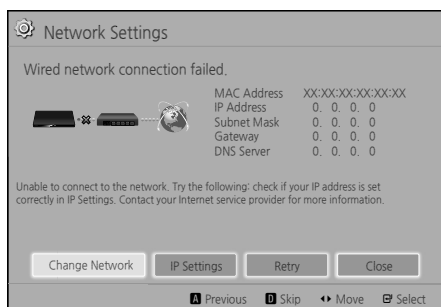 Network Settings
Wired network connection failed.
MAC Address XX:XX:XX:XX:XX:XX
IP Address 0. 0. 0. 0
Subnet Mask 0. 0. 0. 0
Gateway 0. 0. 0. 0
DNS Server 0. 0. 0. 0
Unable to connect to the network. Try the following: check if your IP address is set
correctly in IP Settings. Contact your Internet service provider for more information.
Change Network IP Settings Retry Close
A Previous D Skip Move Select